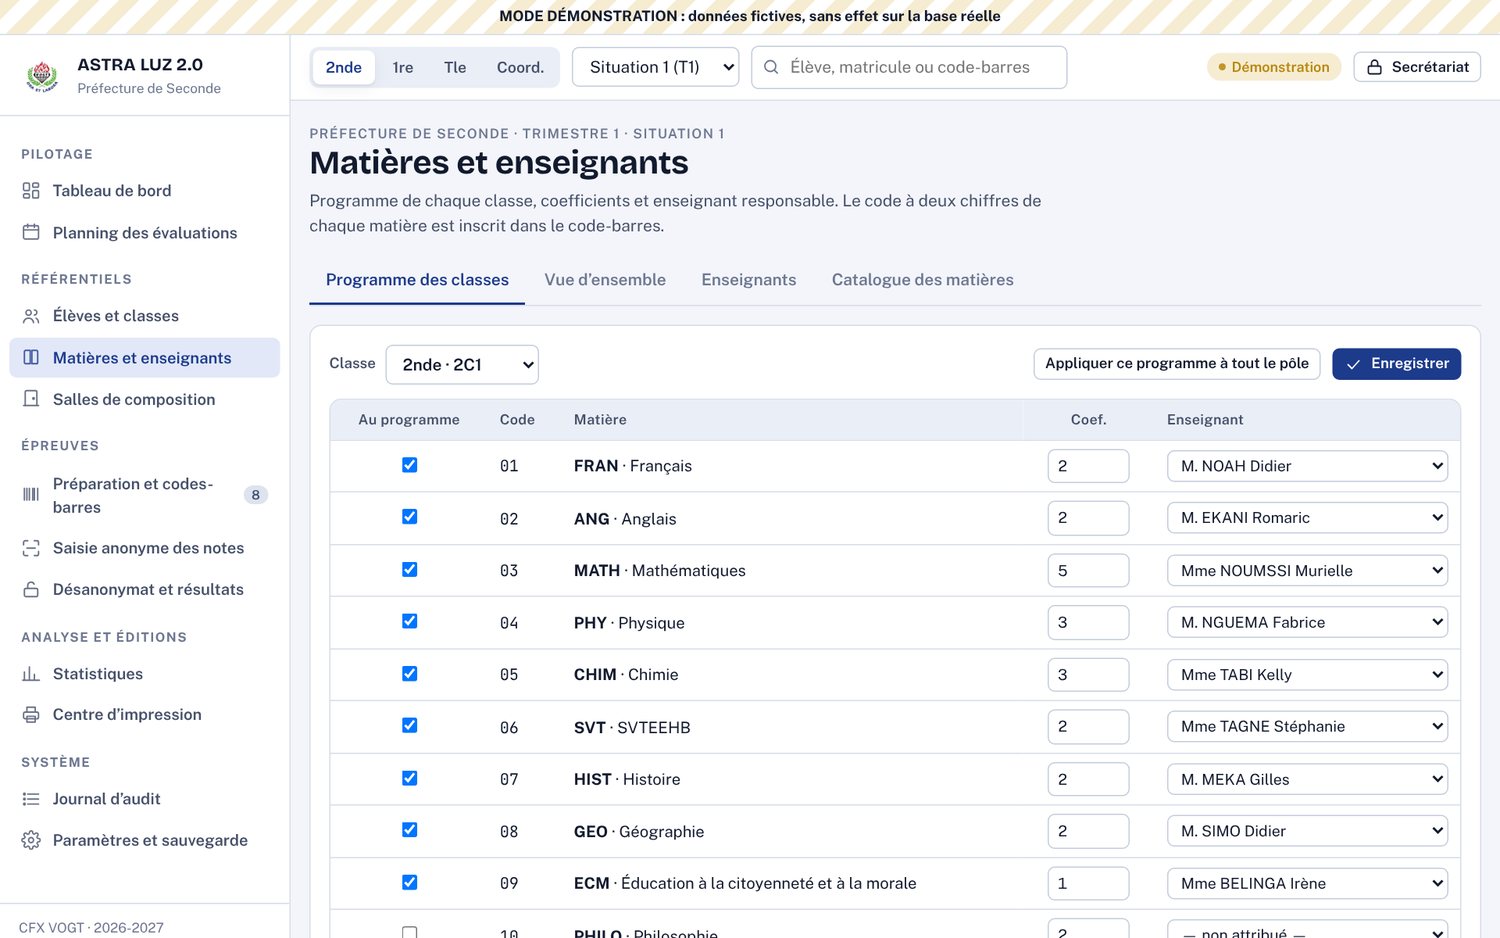 MODE DÉMONSTRATION : données fictives, sans effet sur la base réelle
ASTRA LUZ 2.0
Préfecture de Seconde
2nde 1re Tle Coord.
Situation 1 (T1)
Élève, matricule ou code-barres
Démonstration
Secrétariat
PILOTAGE
Tableau de bord
Planning des évaluations
RÉFÉRENTIELS
Élèves et classes
Matières et enseignants
Salles de composition
ÉPREUVES
Préparation et codes-
barres
8
Saisie anonyme des notes
Désanonymat et résultats
ANALYSE ET ÉDITIONS
Statistiques
Centre d’impression
SYSTÈME
Journal d’audit
Paramètres et sauvegarde
CFX VOGT · 2026-2027
PRÉFECTURE DE SECONDE · TRIMESTRE 1 · SITUATION 1
Matières et enseignants
Programme de chaque classe, coefficients et enseignant responsable. Le code à deux chiffres de
chaque matière est inscrit dans le code-barres.
Programme des classes Vue d’ensemble Enseignants Catalogue des matières
Classe 2nde · 2C1 Appliquer ce programme à tout le pôle Enregistrer
Au programme Code Matière Coef. Enseignant
01 FRAN · Français 2 M. NOAH Didier
02 ANG · Anglais 2 M. EKANI Romaric
03 MATH · Mathématiques 5 Mme NOUMSSI Murielle
04 PHY · Physique 3 M. NGUEMA Fabrice
05 CHIM · Chimie 3 Mme TABI Kelly
06 SVT · SVTEEHB 2 Mme TAGNE Stéphanie
07 HIST · Histoire 2 M. MEKA Gilles
08 GEO · Géographie 2 M. SIMO Didier
09 ECM · Éducation à la citoyenneté et à la morale 1 Mme BELINGA Irène
10 PHILO · Philosophie 2 — non attribué —